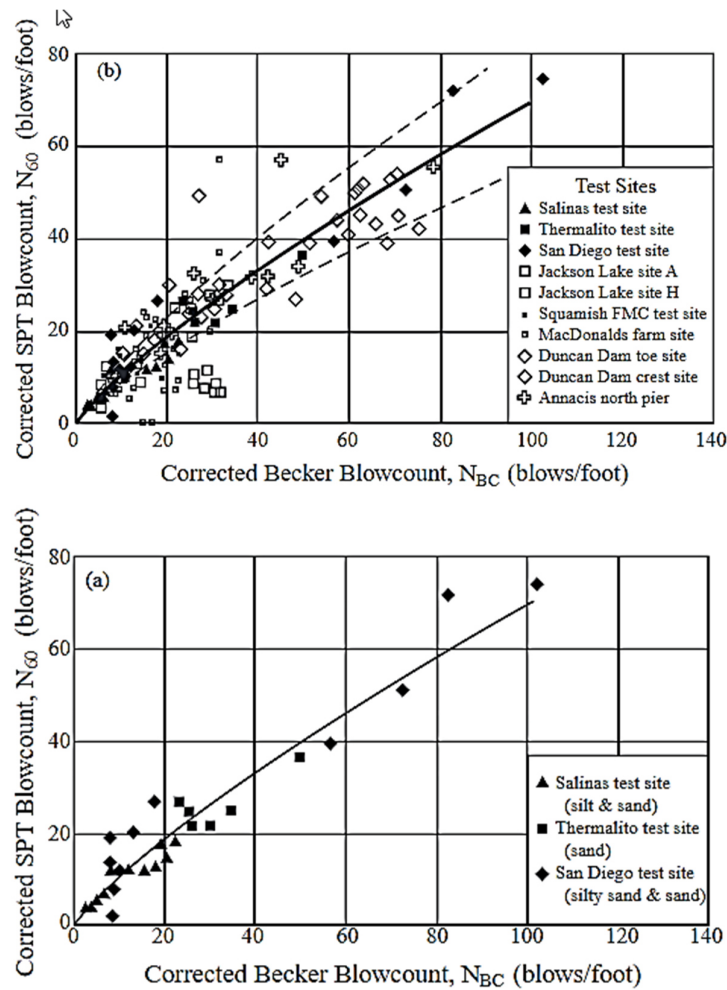 80
(b)
60
40
20
0
0
20
40
60
80
100
120
140
Corrected SPT Blowcount, N60 (blows/foot)
Corrected Becker Blowcount, NBC (blows/foot)
Test Sites
Salinas test site
Thermalito test site
San Diego test site
Jackson Lake site A
Jackson Lake site H
Squamish FMC test site
MacDonalds farm site
Duncan Dam toe site
Duncan Dam crest site
Annacis north pier
80
(a)
60
40
20
0
0
20
40
60
80
100
120
140
Corrected SPT Blowcount, N60 (blows/foot)
Corrected Becker Blowcount, NBC (blows/foot)
Salinas test site
(silt & sand)
Thermalito test site
(sand)
San Diego test site
(silty sand & sand)